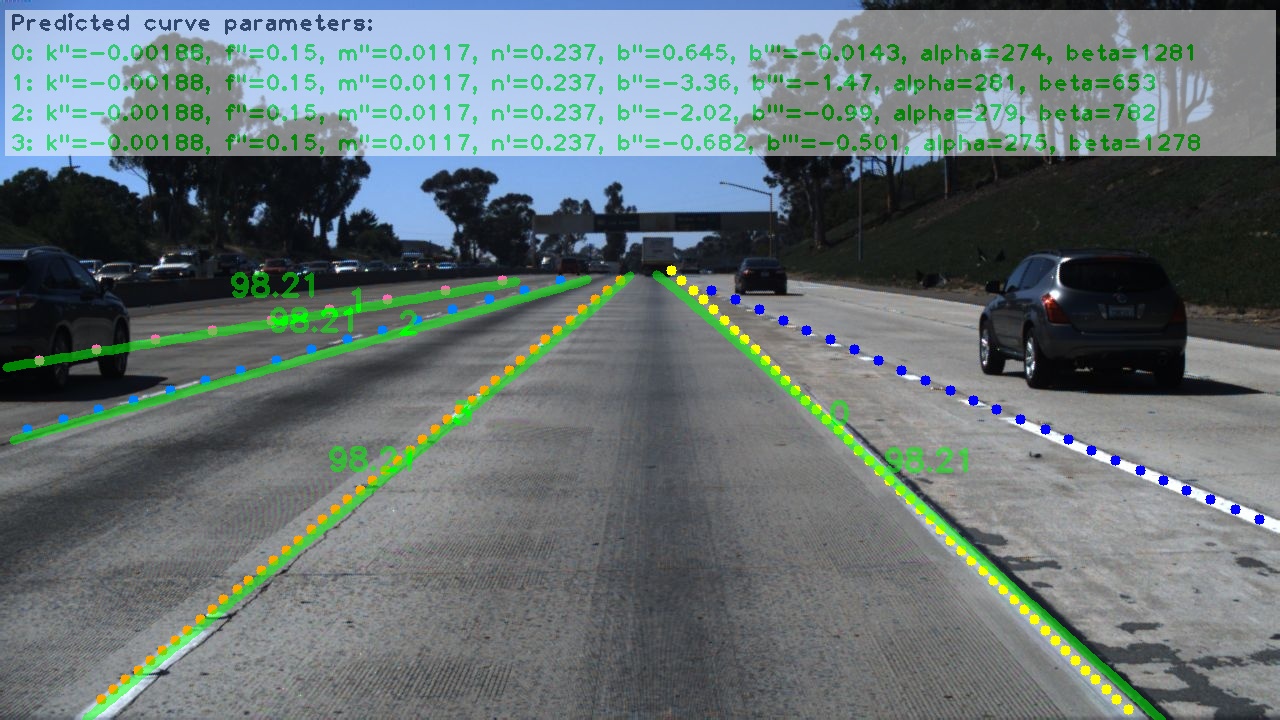 Predicted curve parameters:
0: k''=-0.00188, f''=0.15, m''=0.0117, n'=0.237, b''=0.645, b'''=-0.0143, alpha=274, beta=1281
1: k''=-0.00188, f''=0.15, m''=0.0117, n'=0.237, b''=-3.36, b'''=-1.47, alpha=281, beta=653
2: k''=-0.00188, f''=0.15, m''=0.0117, n'=0.237, b''=-2.02, b'''=-0.99, alpha=279, beta=782
3: k''=-0.00188, f''=0.15, m''=0.0117, n'=0.237, b''=-0.682, b'''=-0.501, alpha=275, beta=1278
98.21
1
98.21
2
3
0
98.21
98.21